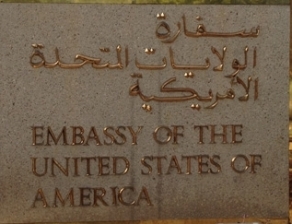 سفارة
الولايات المتحدة
الأمريكية
EMBASSY OF THE
UNITED STATES OF
AMERICA